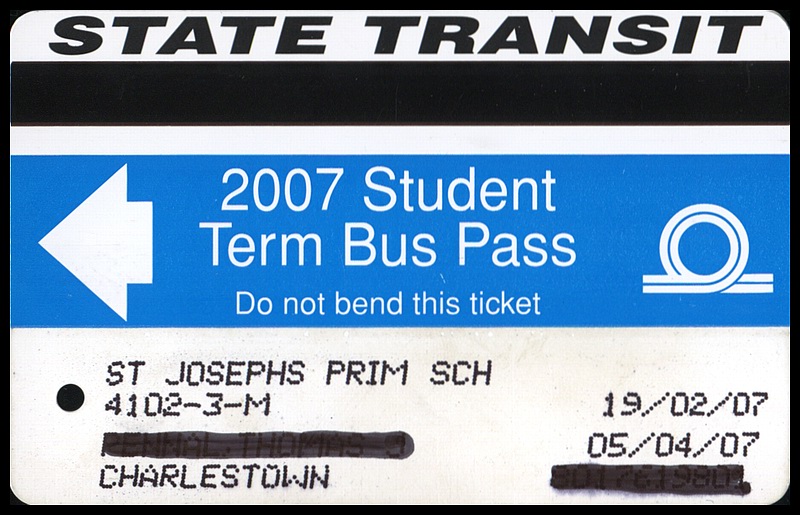 STATE TRANSIT
2007 Student
Term Bus Pass
Do not bend this ticket
ST JOSEPHS PRIM SCH
4102-3-M 19/02/07
05/04/07
CHARLESTOWN